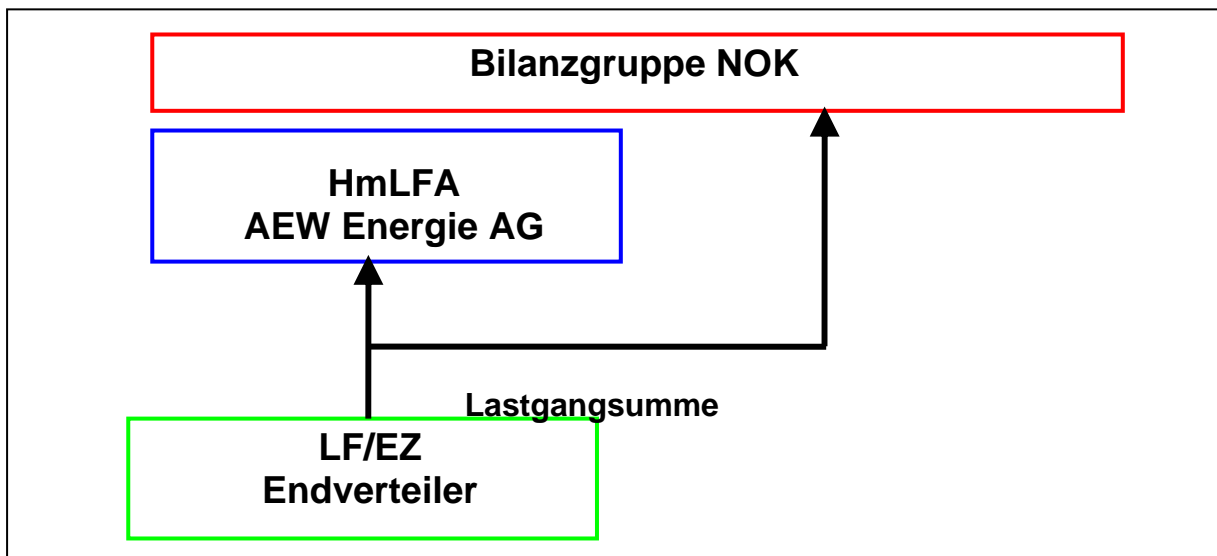 Bilanzgruppe NOK
HmLFA
AEW Energie AG
Lastgangsumme
LF/EZ
Endverteiler